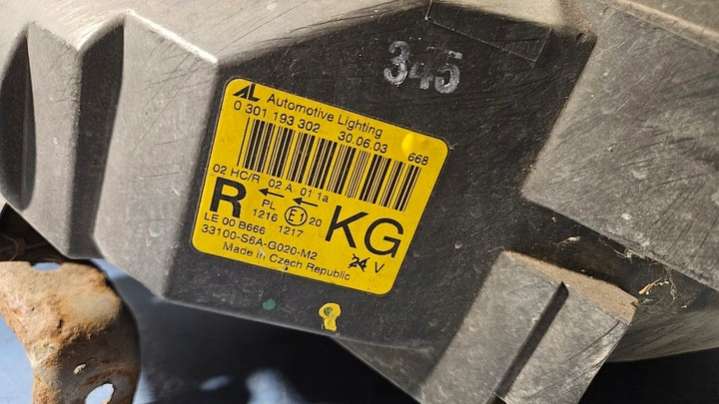 345
AL Automotive Lighting
0 301 193 302 30.06.03 668
02 HC/R 02 A 01 1a
R ← ← KG
PL E1 20
1216 1217
LE 00 B666
33100-S6A-G020-M2 24 V
Made in Czech Republic